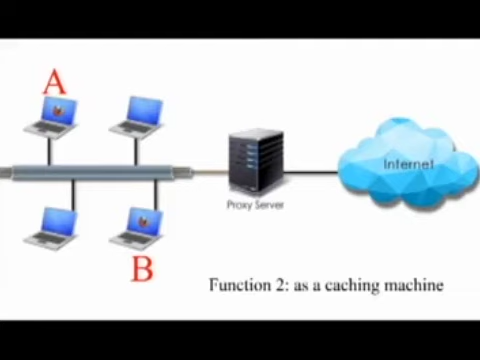 A
Internet
Proxy Server
B
Function 2: as a caching machine